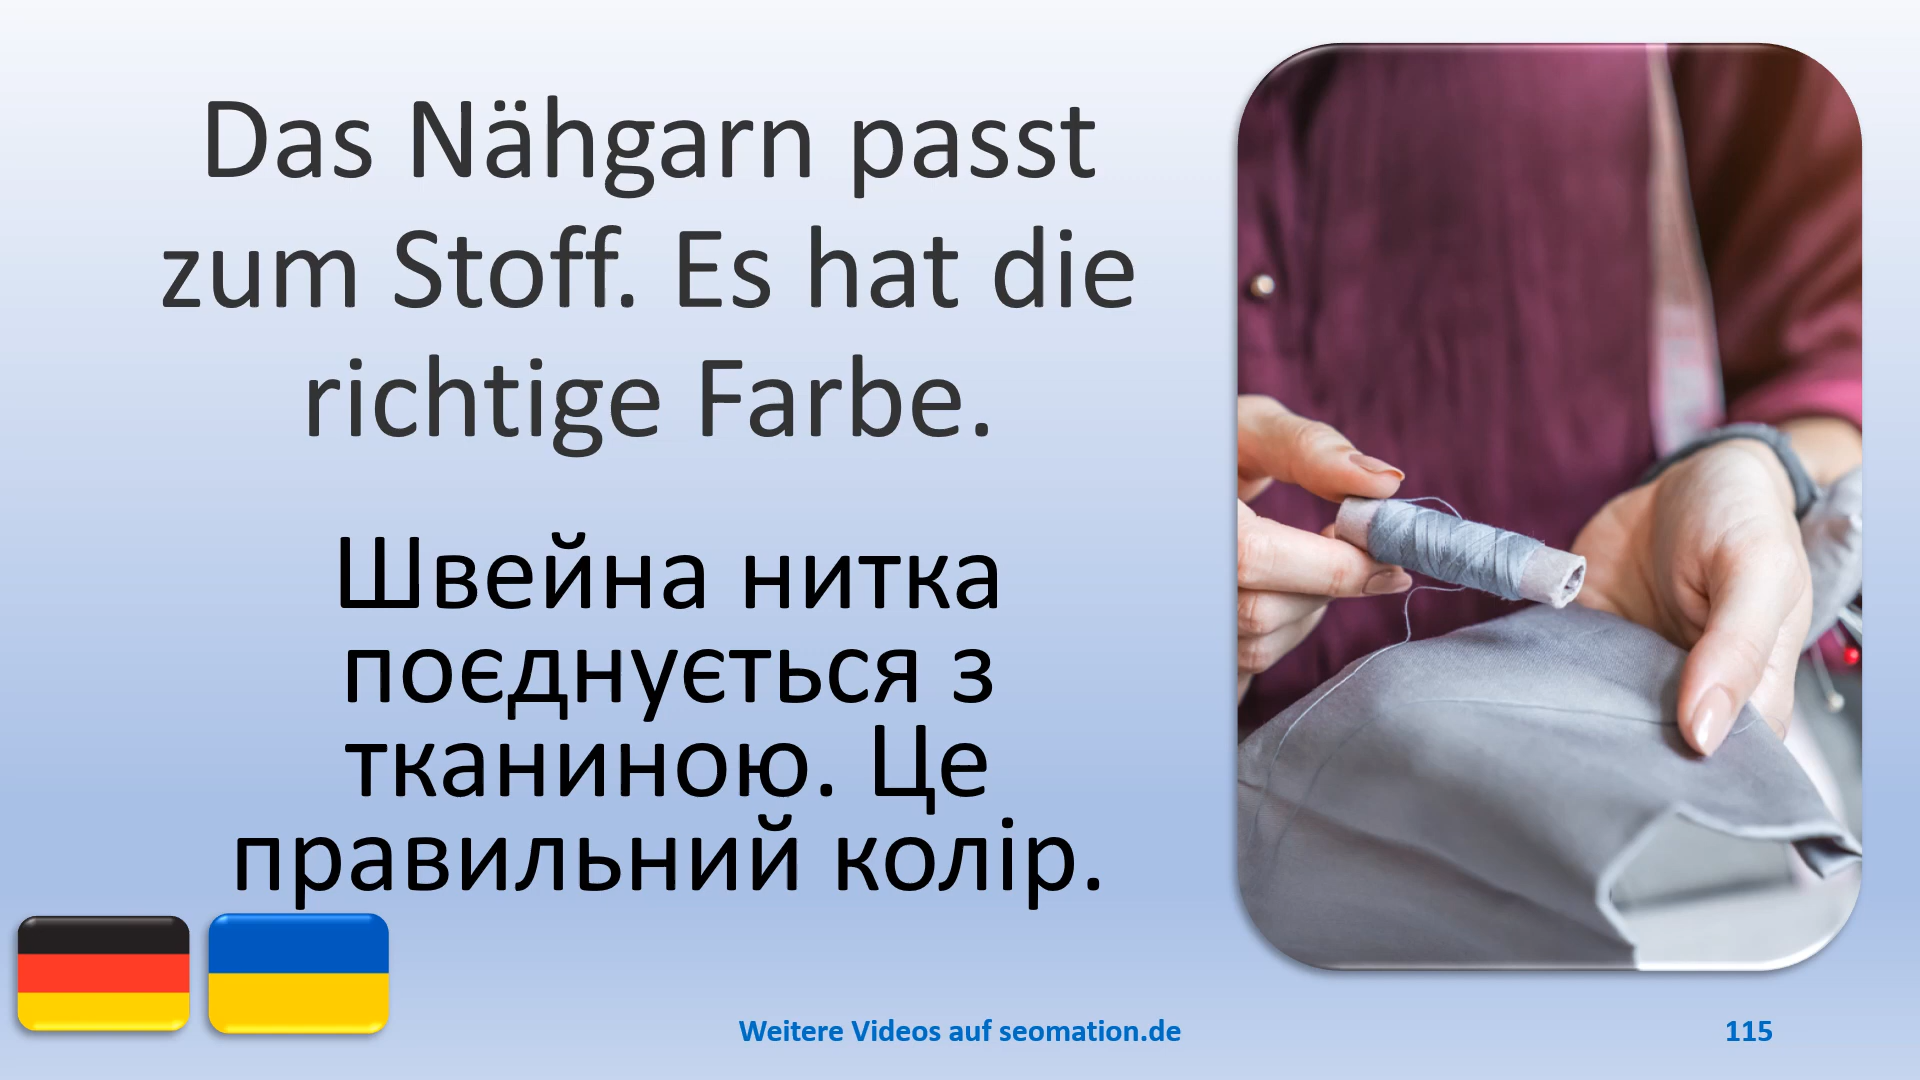 Das Nähgarn passt
zum Stoff. Es hat die
richtige Farbe.
Швейна нитка
поєднується з
тканиною. Це
правильний колір.
Weitere Videos auf seomation.de
115